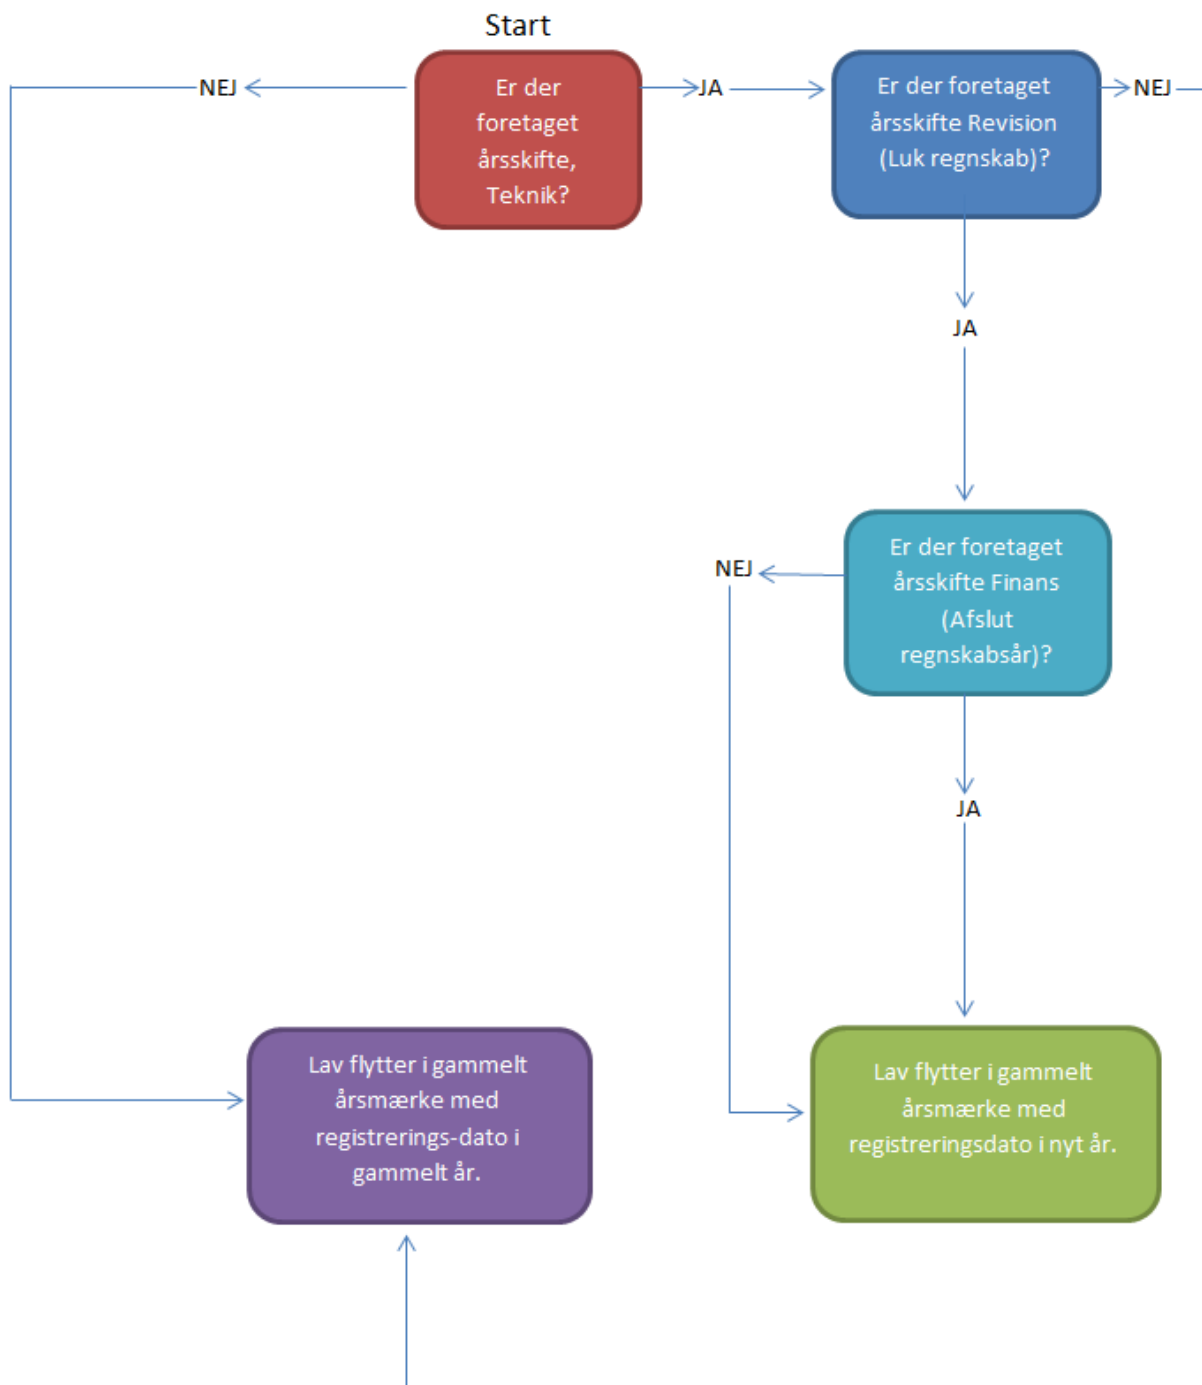 Start
NEJ
Er der
foretaget
årsskifte,
Teknik?
JA
Er der foretaget
årsskifte Revision
(Luk regnskab)?
NEJ
JA
Er der foretaget
årsskifte Finans
(Afslut
regnskabsår)?
NEJ
JA
Lav flytter i gammelt
årsmærke med
registrerings-dato i
gammelt år.
Lav flytter i gammelt
årsmærke med
registreringsdato i nyt år.